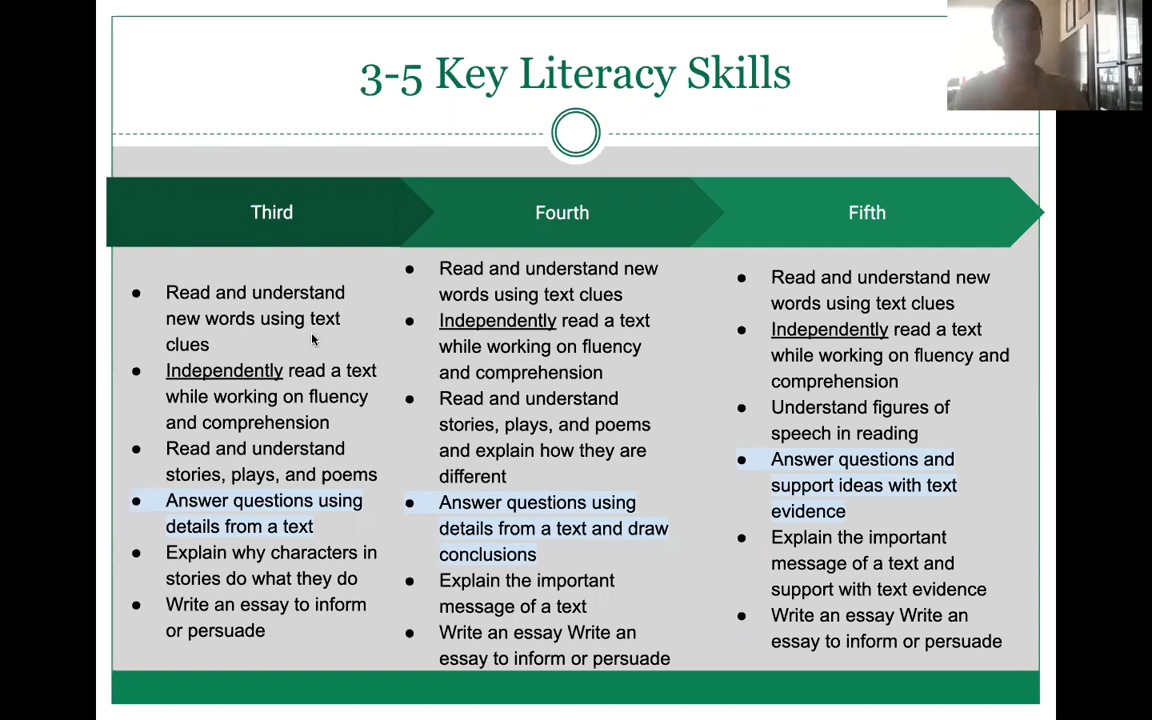 3-5 Key Literacy Skills
Third
Fourth
Fifth
● Read and understand
new words using text
clues
● Independently read a text
while working on fluency
and comprehension
● Read and understand
stories, plays, and poems
● Answer questions using
details from a text
● Explain why characters in
stories do what they do
● Write an essay to inform
or persuade
● Read and understand new
words using text clues
● Independently read a text
while working on fluency
and comprehension
● Read and understand
stories, plays, and poems
and explain how they are
different
● Answer questions using
details from a text and draw
conclusions
● Explain the important
message of a text
● Write an essay Write an
essay to inform or persuade
● Read and understand new
words using text clues
● Independently read a text
while working on fluency and
comprehension
● Understand figures of
speech in reading
● Answer questions and
support ideas with text
evidence
● Explain the important
message of a text and
support with text evidence
● Write an essay Write an
essay to inform or persuade